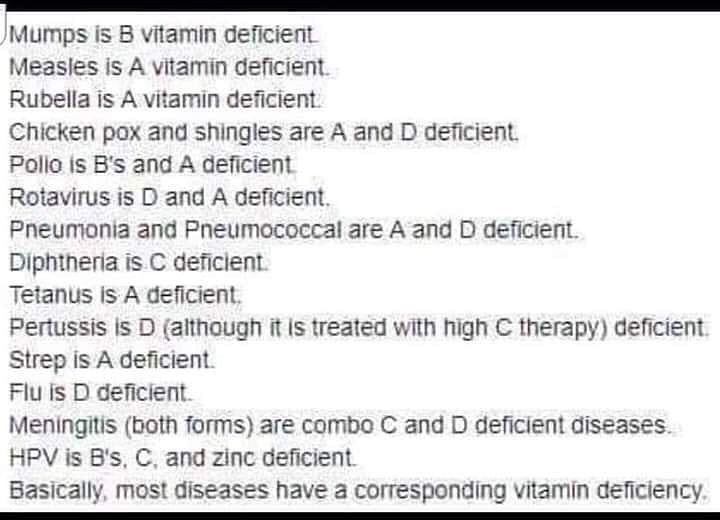 Mumps is B vitamin deficient.
Measles is A vitamin deficient.
Rubella is A vitamin deficient.
Chicken pox and shingles are A and D deficient.
Polio is B's and A deficient.
Rotavirus is D and A deficient.
Pneumonia and Pneumococcal are A and D deficient.
Diphtheria is C deficient.
Tetanus is A deficient.
Pertussis is D (although it is treated with high C therapy) deficient.
Strep is A deficient.
Flu is D deficient.
Meningitis (both forms) are combo C and D deficient diseases.
HPV is B's, C, and zinc deficient.
Basically, most diseases have a corresponding vitamin deficiency.